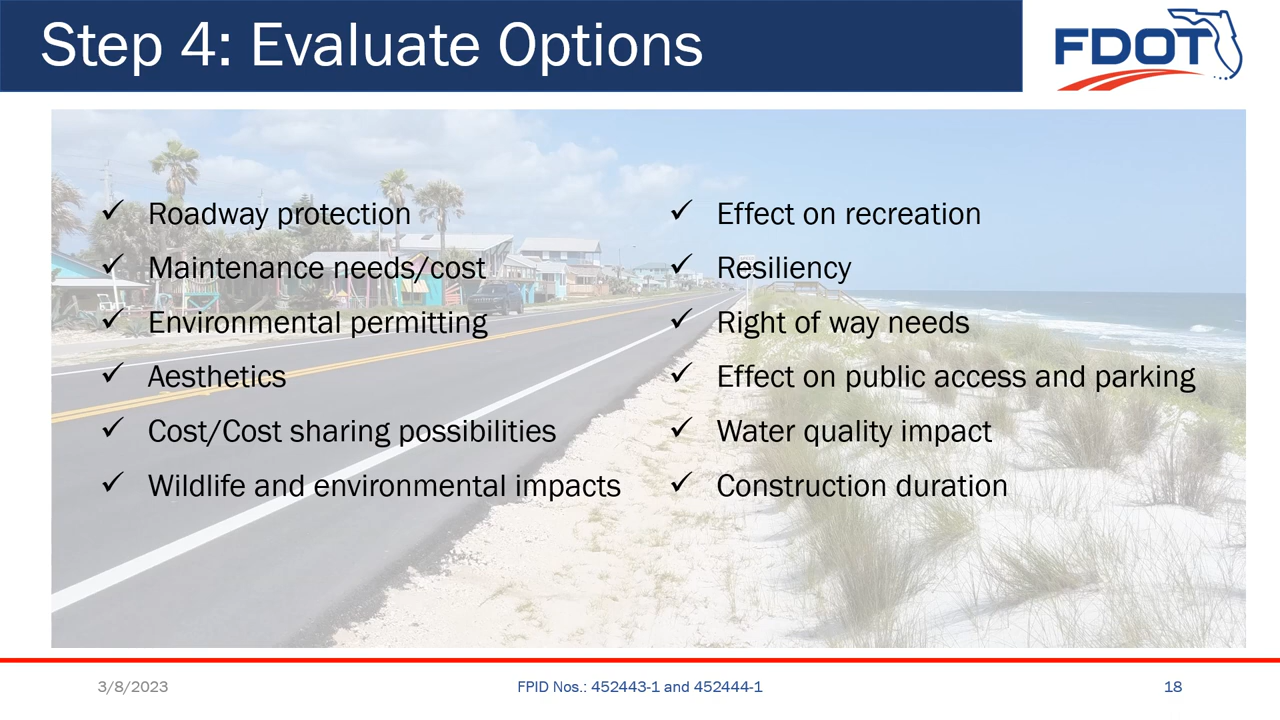 Step 4: Evaluate Options
FDOT
Roadway protection
Maintenance needs/cost
Environmental permitting
Aesthetics
Cost/Cost sharing possibilities
Wildlife and environmental impacts
Effect on recreation
Resiliency
Right of way needs
Effect on public access and parking
Water quality impact
Construction duration
3/8/2023
FPID Nos.: 452443-1 and 452444-1
18